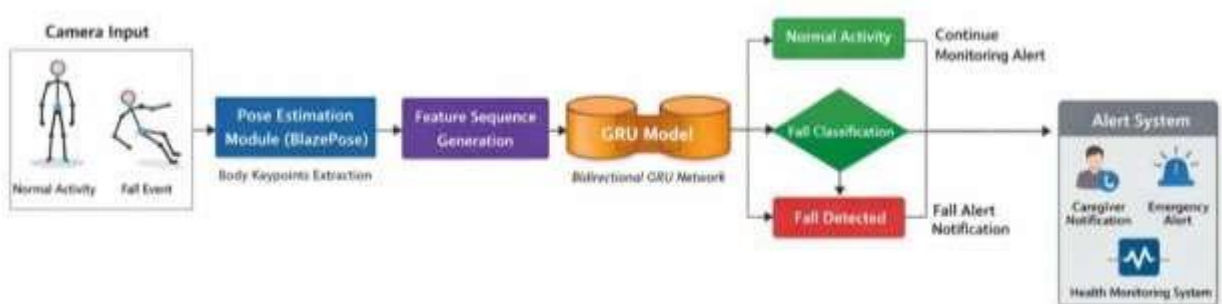 Camera Input
Normal Activity
Fall Event
Pose Estimation
Module (BlazePose)
Body Keypoints Extraction
Feature Sequence
Generation
GRU Model
Bidirectional GRU Network
Normal Activity
Fall Classification
Fall Detected
Continue
Monitoring Alert
Fall Alert
Notification
Alert System
Caregiver
Notification
Emergency
Alert
Health Monitoring System